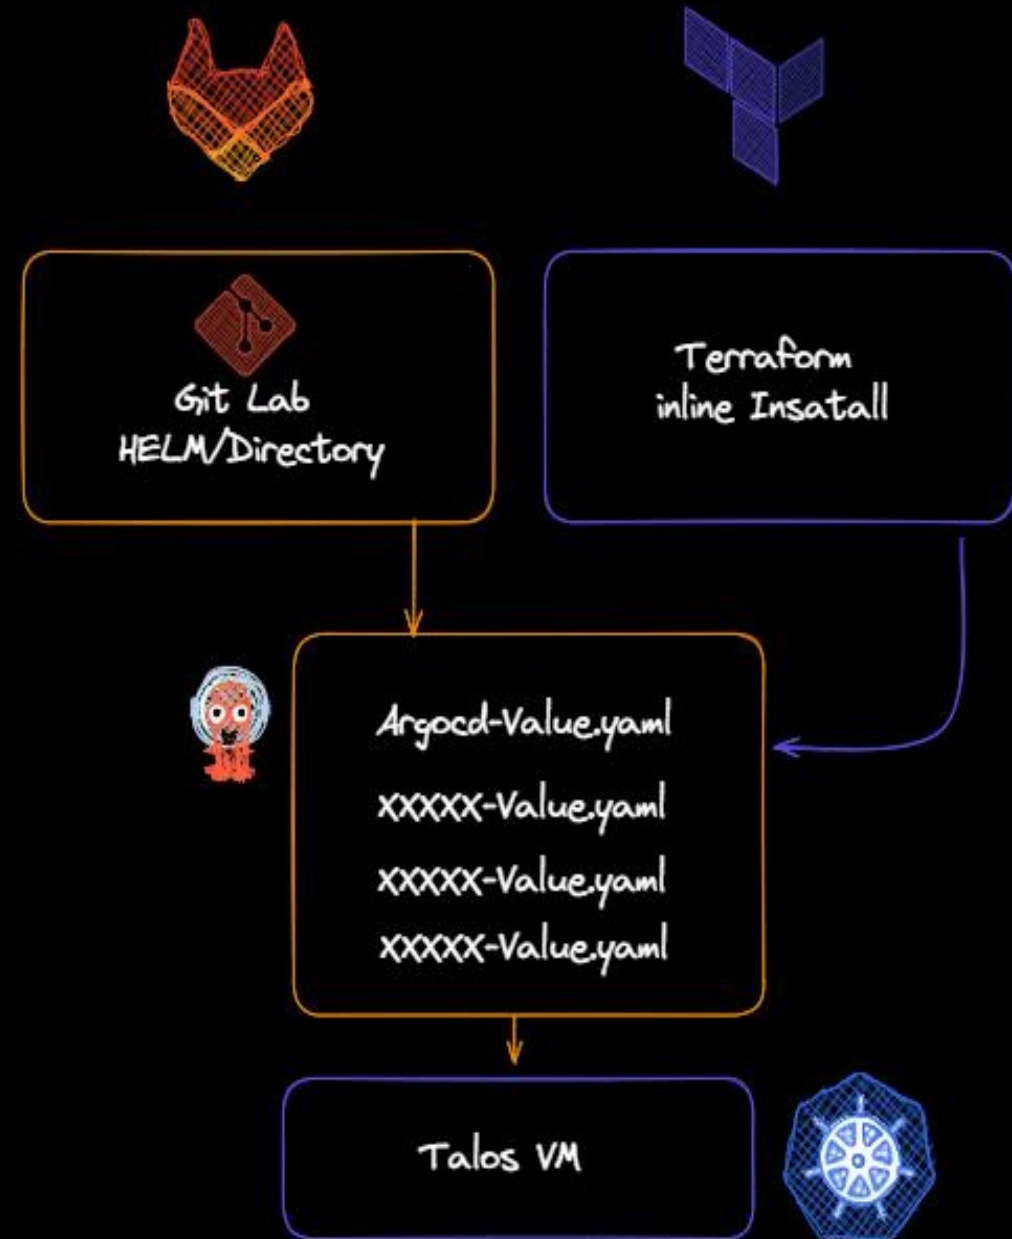 Git Lab
HELM/Directory
Terraform
inline Insatall
Argocd-Value.yaml
XXXXX-Value.yaml
XXXXX-Value.yaml
XXXXX-Value.yaml
Talos VM